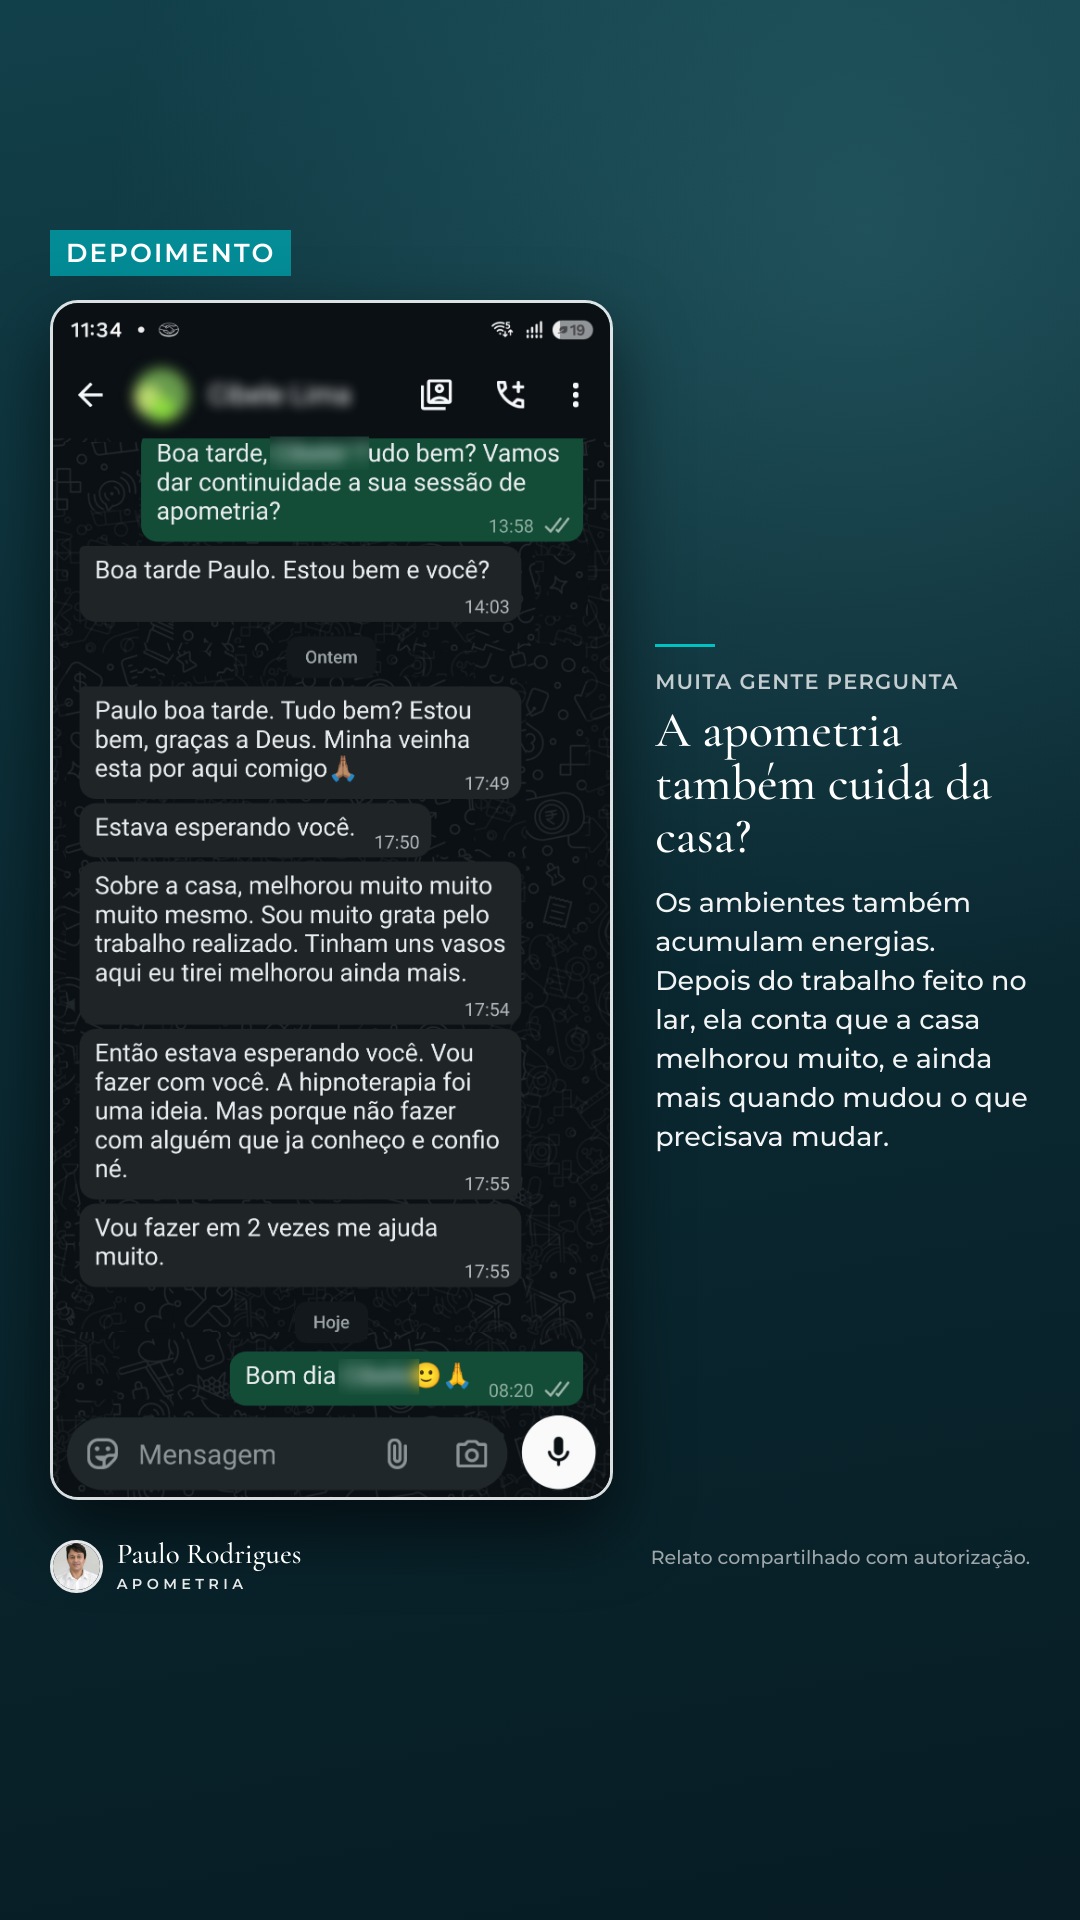 DEPOIMENTO
11:34
19
Boa tarde, udo bem? Vamos
dar continuidade a sua sessão de
apometria?
13:58
Boa tarde Paulo. Estou bem e você?
14:03
Ontem
Paulo boa tarde. Tudo bem? Estou
bem, graças a Deus. Minha veinha
esta por aqui comigo🙏🏽
17:49
Estava esperando você.
17:50
Sobre a casa, melhorou muito muito
muito mesmo. Sou muito grata pelo
trabalho realizado. Tinham uns vasos
aqui eu tirei melhorou ainda mais.
17:54
Então estava esperando você. Vou
fazer com você. A hipnoterapia foi
uma ideia. Mas porque não fazer
com alguém que ja conheço e confio
né.
17:55
Vou fazer em 2 vezes me ajuda
muito.
17:55
Hoje
Bom dia 🙂🙏
08:20
Mensagem
MUITA GENTE PERGUNTA
A apometria
também cuida da
casa?
Os ambientes também
acumulam energias.
Depois do trabalho feito no
lar, ela conta que a casa
melhorou muito, e ainda
mais quando mudou o que
precisava mudar.
Paulo Rodrigues
APOMETRIA
Relato compartilhado com autorização.